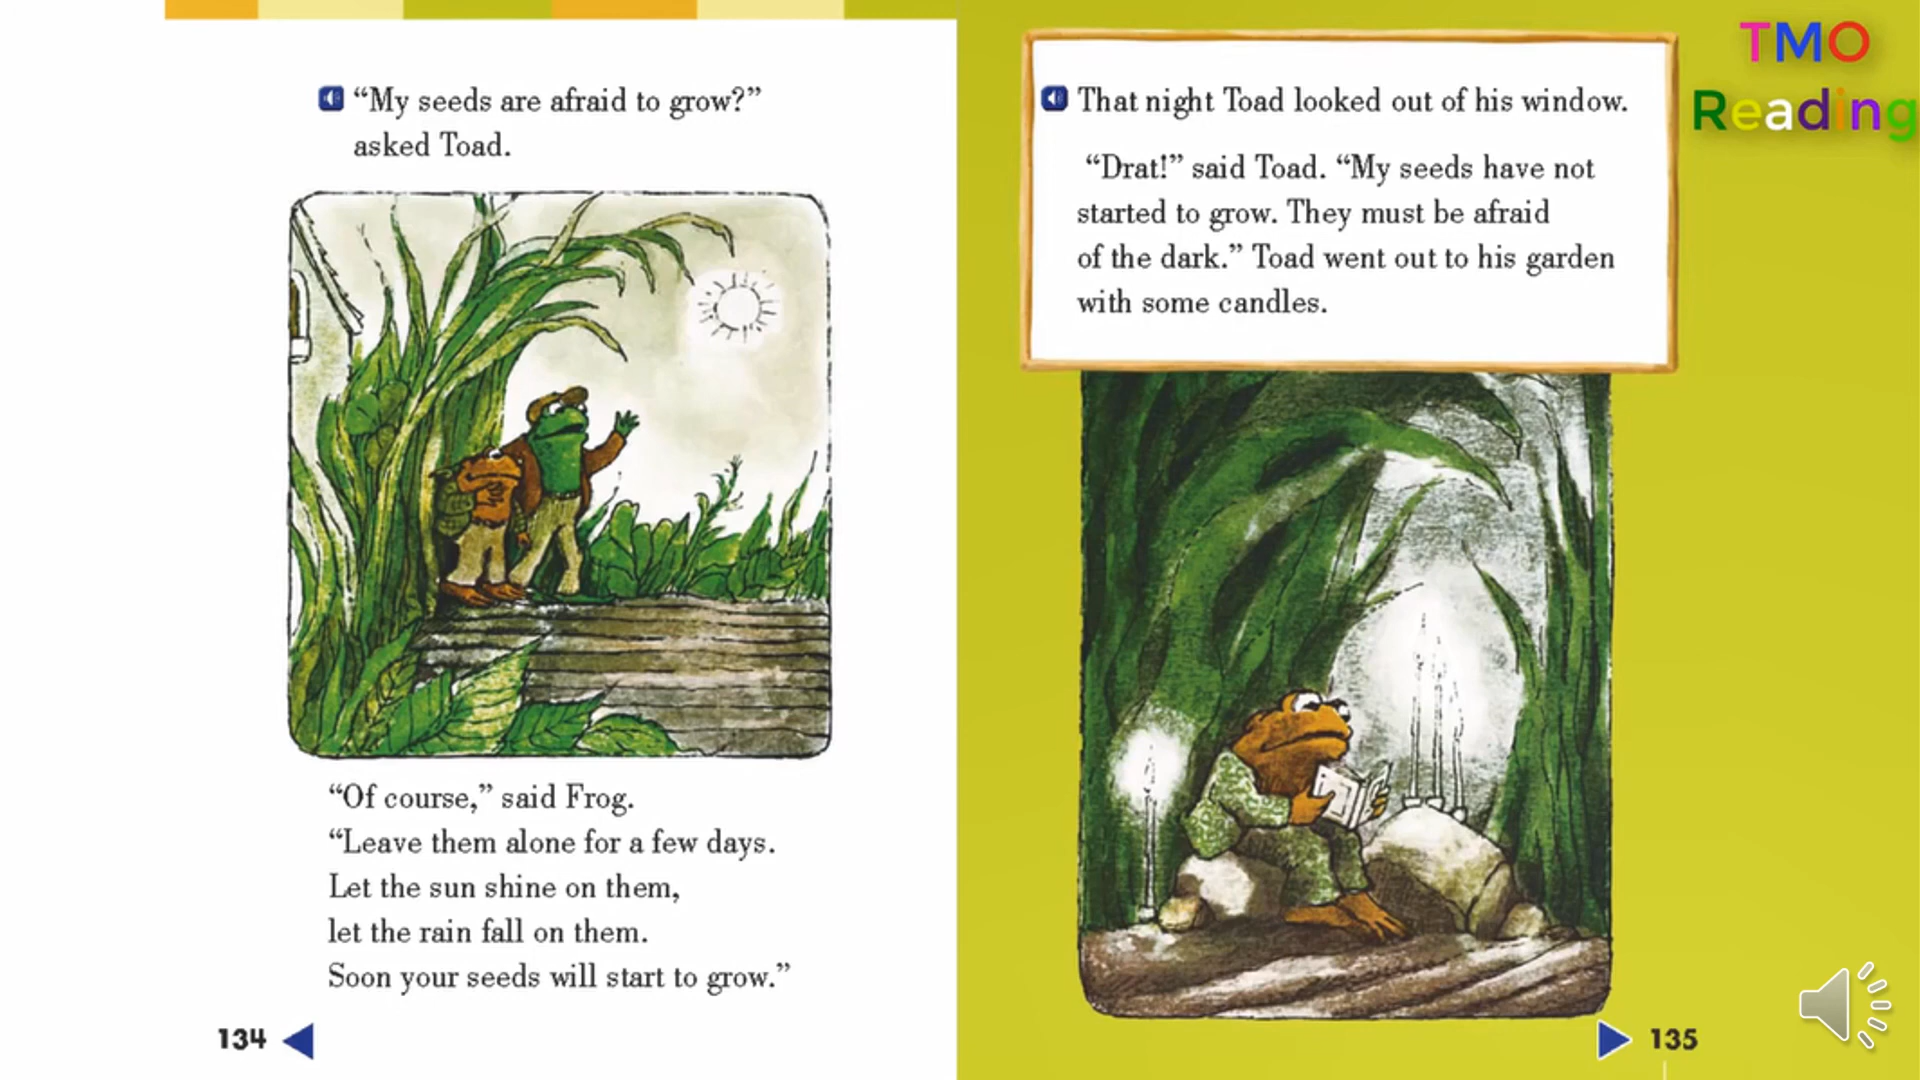 “My seeds are afraid to grow?”
asked Toad.
“Of course,” said Frog.
“Leave them alone for a few days.
Let the sun shine on them,
let the rain fall on them.
Soon your seeds will start to grow.”
134
That night Toad looked out of his window.
“Drat!” said Toad. “My seeds have not
started to grow. They must be afraid
of the dark.” Toad went out to his garden
with some candles.
135
TMO
Reading